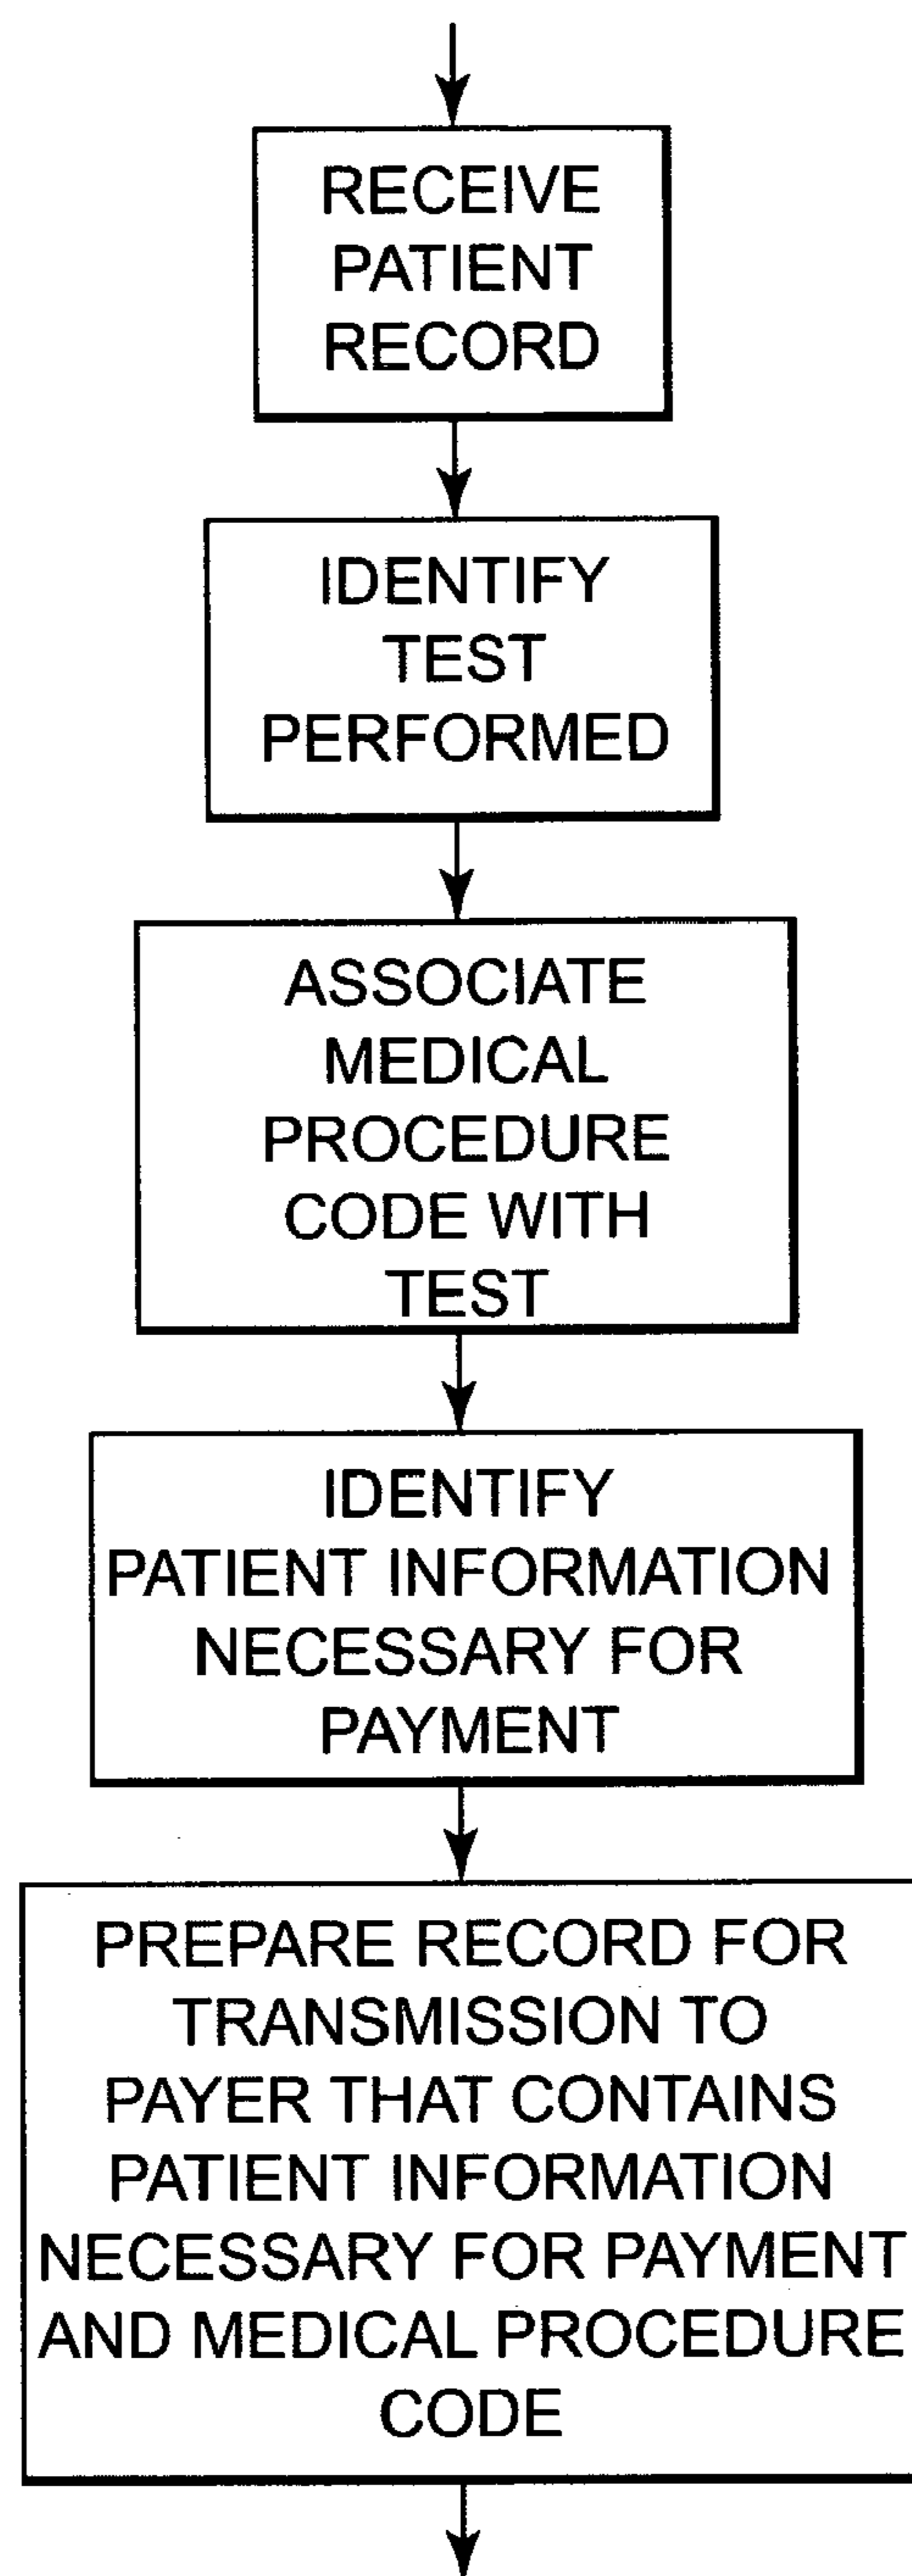 RECEIVE
PATIENT
RECORD
IDENTIFY
TEST
PERFORMED
ASSOCIATE
MEDICAL
PROCEDURE
CODE WITH
TEST
IDENTIFY
PATIENT INFORMATION
NECESSARY FOR
PAYMENT
PREPARE RECORD FOR
TRANSMISSION TO
PAYER THAT CONTAINS
PATIENT INFORMATION
NECESSARY FOR PAYMENT
AND MEDICAL PROCEDURE
CODE